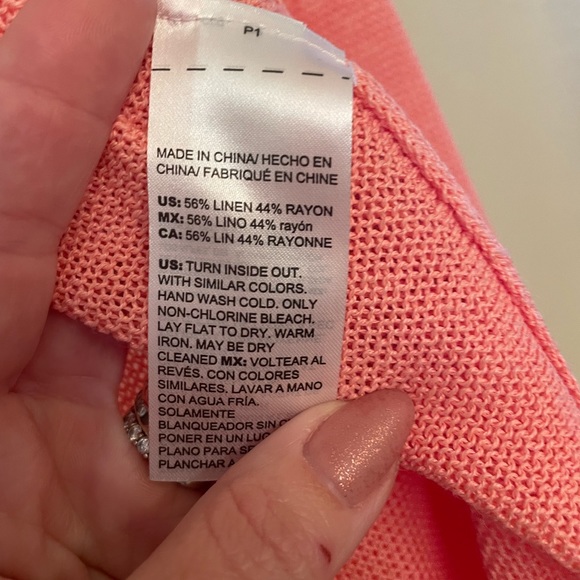 P1
MADE IN CHINA/ HECHO EN
CHINA/ FABRIQUÉ EN CHINE
US: 56% LINEN 44% RAYON
MX: 56% LINO 44% rayón
CA: 56% LIN 44% RAYONNE
US: TURN INSIDE OUT.
WITH SIMILAR COLORS.
HAND WASH COLD. ONLY
NON-CHLORINE BLEACH.
LAY FLAT TO DRY. WARM
IRON. MAY BE DRY
CLEANED MX: VOLTEAR AL
REVÉS. CON COLORES
SIMILARES. LAVAR A MANO
CON AGUA FRÍA.
SOLAMENTE
BLANQUEADOR SIN
PONER EN UN
PLANO PARA
PLANCHAR A